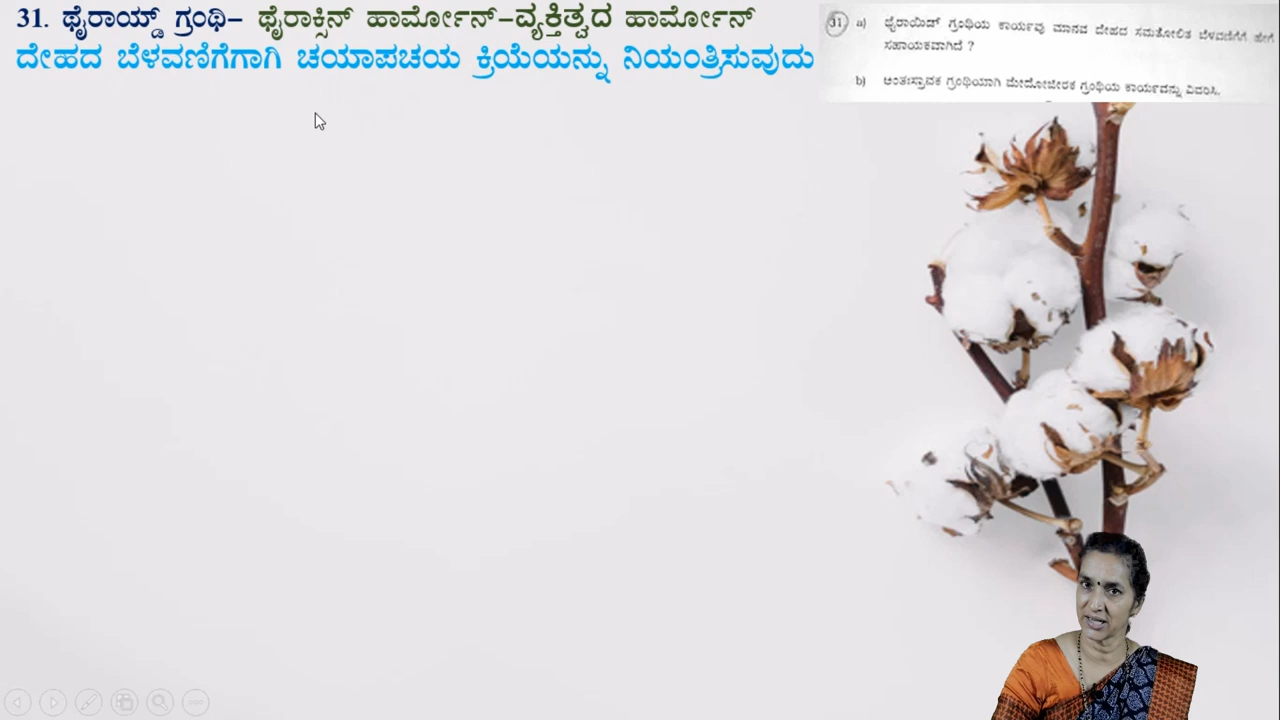 31. ಥೈರಾಯ್ಡ್ ಗ್ರಂಥಿ– ಥೈರಾಕ್ಸಿನ್ ಹಾರ್ಮೋನ್–ವ್ಯಕ್ತಿತ್ವದ ಹಾರ್ಮೋನ್
ದೇಹದ ಬೆಳವಣಿಗೆಗಾಗಿ ಚಯಾಪಚಯ ಕ್ರಿಯೆಯನ್ನು ನಿಯಂತ್ರಿಸುವುದು
31 a) ಥೈರಾಯಿಡ್ ಗ್ರಂಥಿಯ ಕಾರ್ಯವು ಮಾನವ ದೇಹದ ಸಮತೋಲಿತ ಬೆಳವಣಿಗೆಗೆ ಹೇಗೆ
ಸಹಾಯಕವಾಗಿದೆ ?
b) ಅಂತಃಸ್ರಾವಕ ಗ್ರಂಥಿಯಾಗಿ ಮೇದೋಜೀರಕ ಗ್ರಂಥಿಯ ಕಾರ್ಯವನ್ನು ವಿವರಿಸಿ.